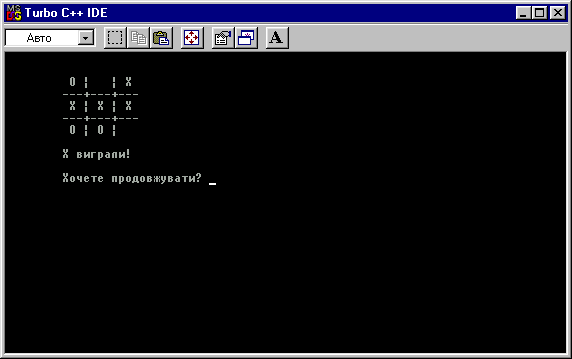 Turbo C++ IDE
Авто
A
O ¦   ¦ X
---+---+---
X ¦ X ¦ X
---+---+---
O ¦ O ¦
X виграли!
Хочете продовжувати? _